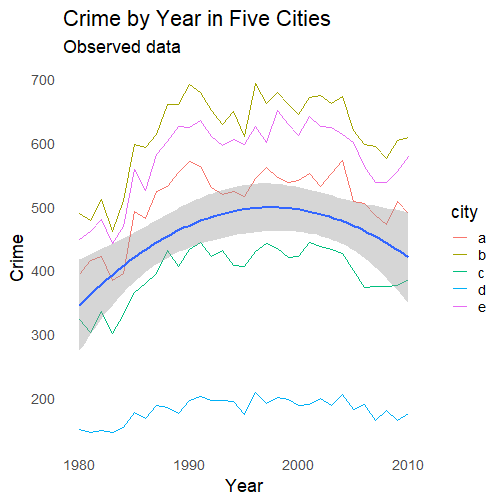 Crime by Year in Five Cities
Observed data
700
600
500
400
300
200
Crime
1980
1990
2000
2010
Year
city
a
b
c
d
e